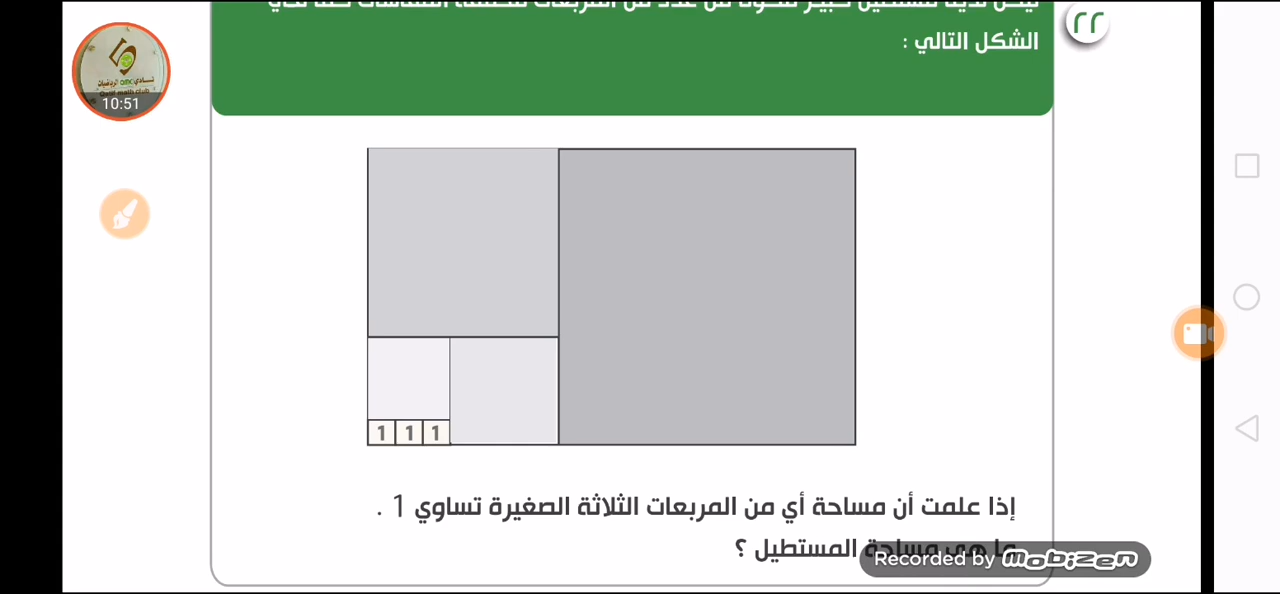 ٢٢
الشكل التالي :
10:51
1 1 1
إذا علمت أن مساحة أي من المربعات الثلاثة الصغيرة تساوي 1 .
ما هي مساحة المستطيل ؟
Recorded by MOBIZEN